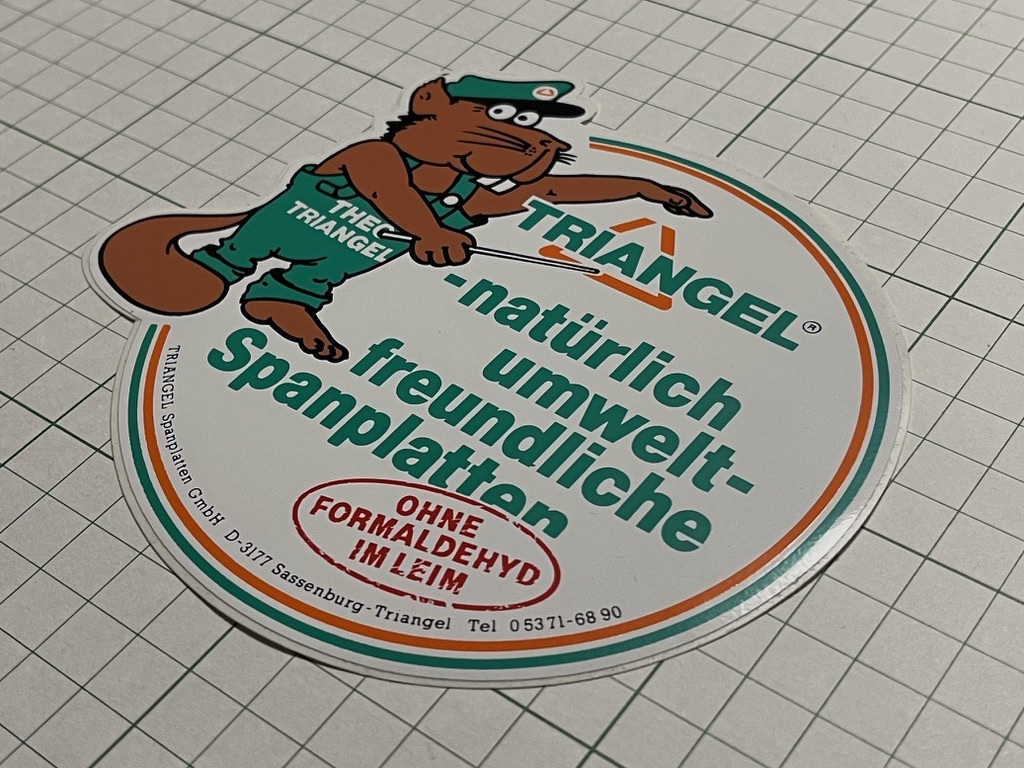 THEO
TRIANGEL
TRIANGEL®
-natürlich
umwelt-
freundliche
Spanplatten
OHNE
FORMALDEHYD
IM LEIM
TRIANGEL Spanplatten GmbH D-3177 Sassenburg-Triangel Tel 05371-6890